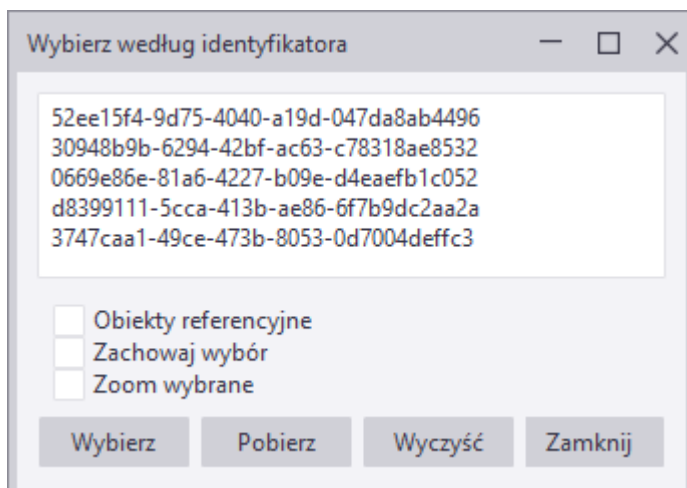 Wybierz według identyfikatora
52ee15f4-9d75-4040-a19d-047da8ab4496
30948b9b-6294-42bf-ac63-c78318ae8532
0669e86e-81a6-4227-b09e-d4eaefb1c052
d8399111-5cca-413b-ae86-6f7b9dc2aa2a
3747caa1-49ce-473b-8053-0d7004deffc3
Obiekty referencyjne
Zachowaj wybór
Zoom wybrane
Wybierz Pobierz Wyczyść Zamknij